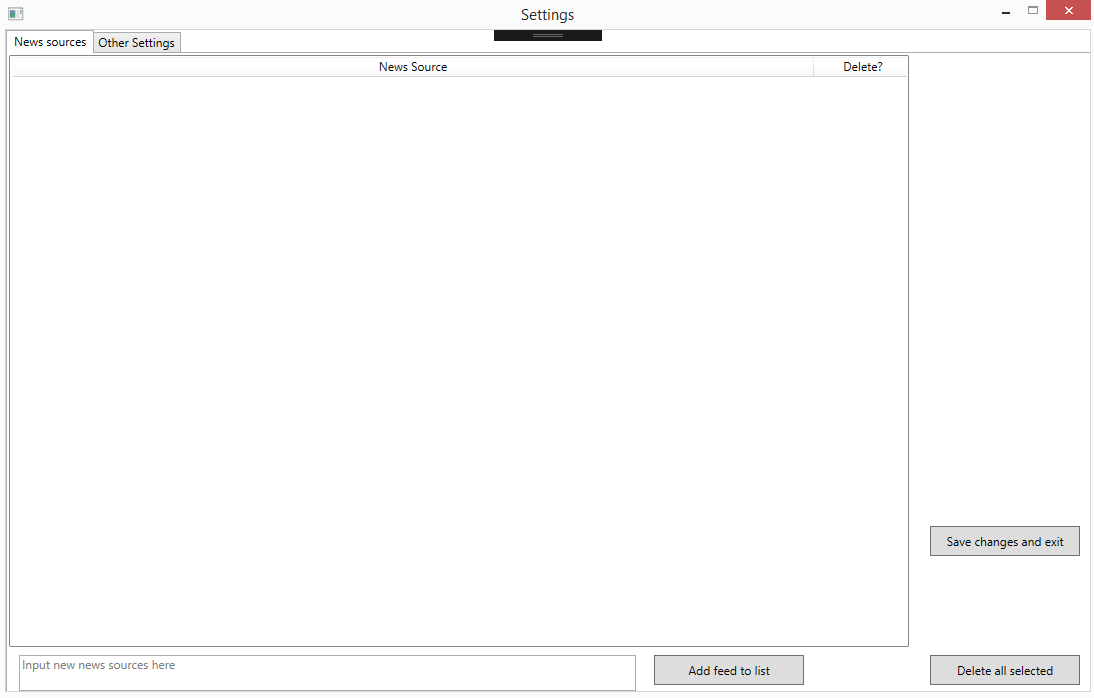 Settings
News sources
Other Settings
News Source
Delete?
Save changes and exit
Input new news sources here
Add feed to list
Delete all selected